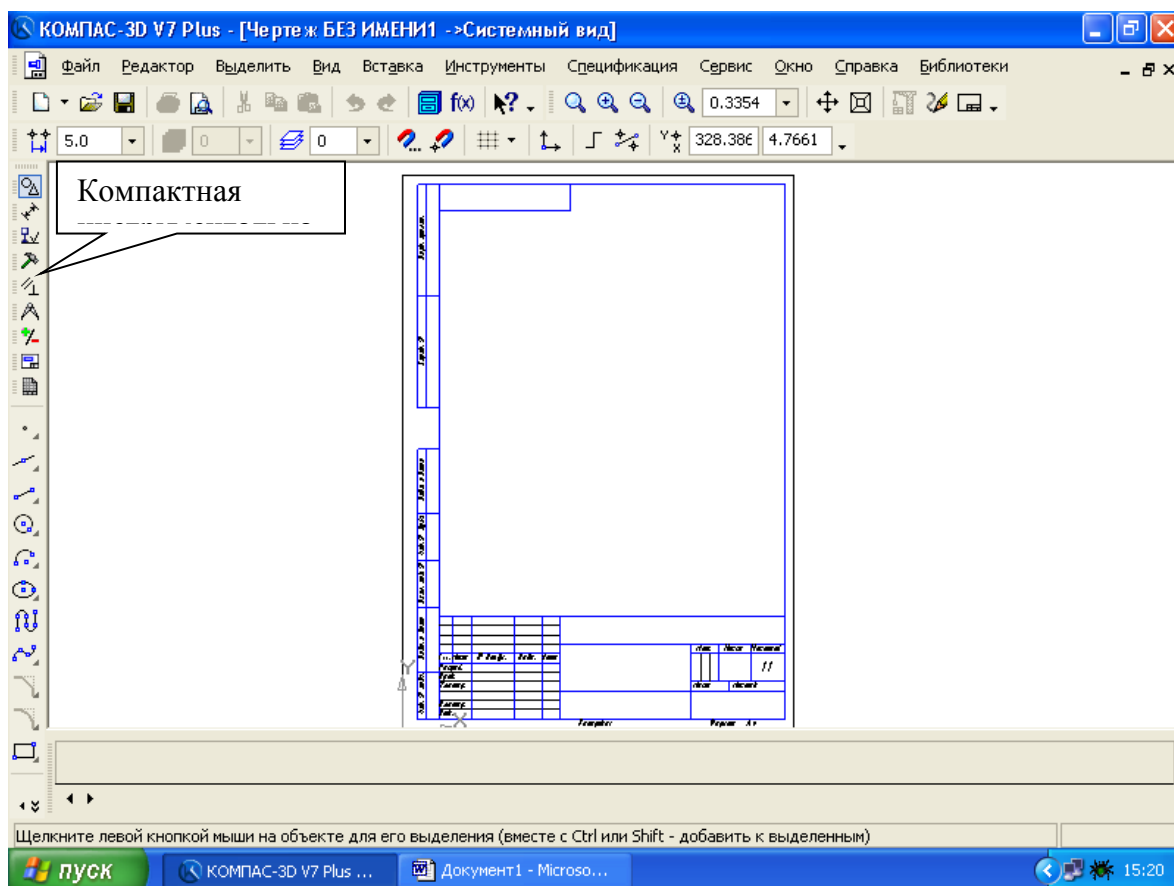 КОМПАС-3D V7 Plus - [Чертеж БЕЗ ИМЕНИ1 ->Системный вид]
Файл Редактор Выделить Вид Вставка Инструменты Спецификация Сервис Окно Справка Библиотеки
f(x) 0.3354
5.0 0 0 Y X 328.386 4.7661
Компактная
Y
X
Щелкните левой кнопкой мыши на объекте для его выделения (вместе с Ctrl или Shift - добавить к выделенным)
пуск КОМПАС-3D V7 Plus ... Документ1 - Microso... 15:20